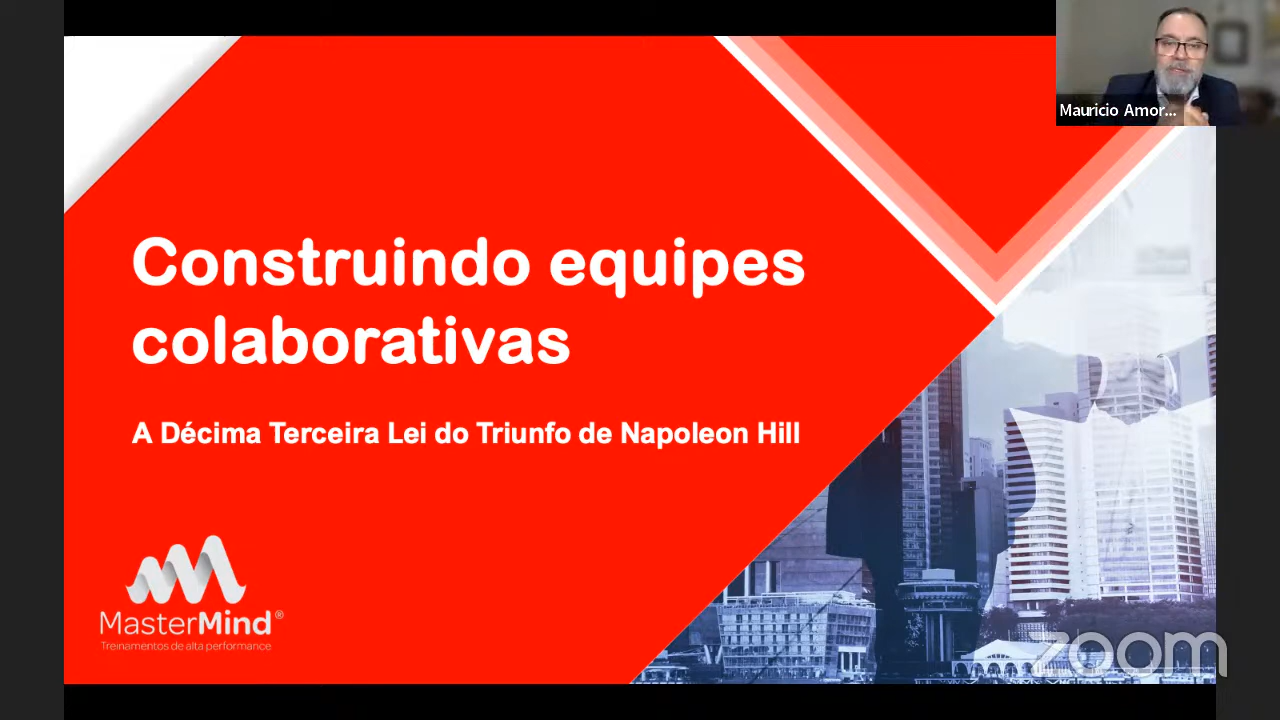 Mauricio Amor...
Construindo equipes
colaborativas
A Décima Terceira Lei do Triunfo de Napoleon Hill
MasterMind®
Treinamentos de alta performance
zoom